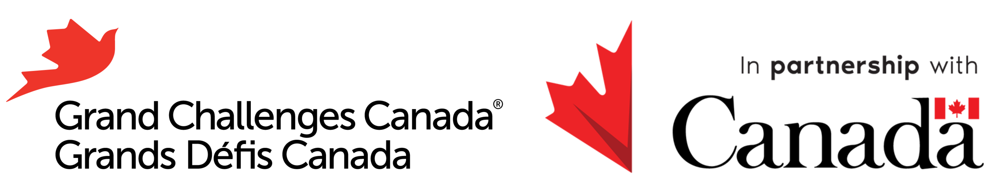 Grand Challenges Canada®
Grands Défis Canada
In partnership with
Canada